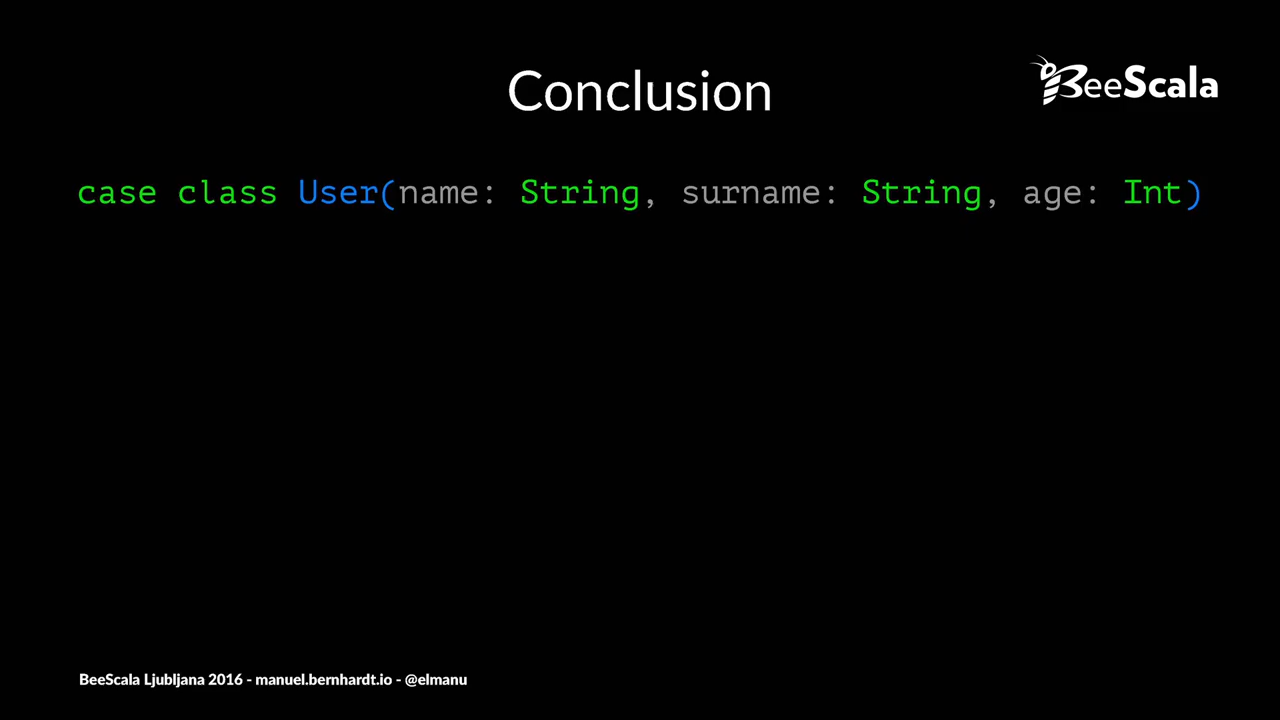 Conclusion
BeeScala
case class User(name: String, surname: String, age: Int)
BeeScala Ljubljana 2016 - manuel.bernhardt.io - @elmanu